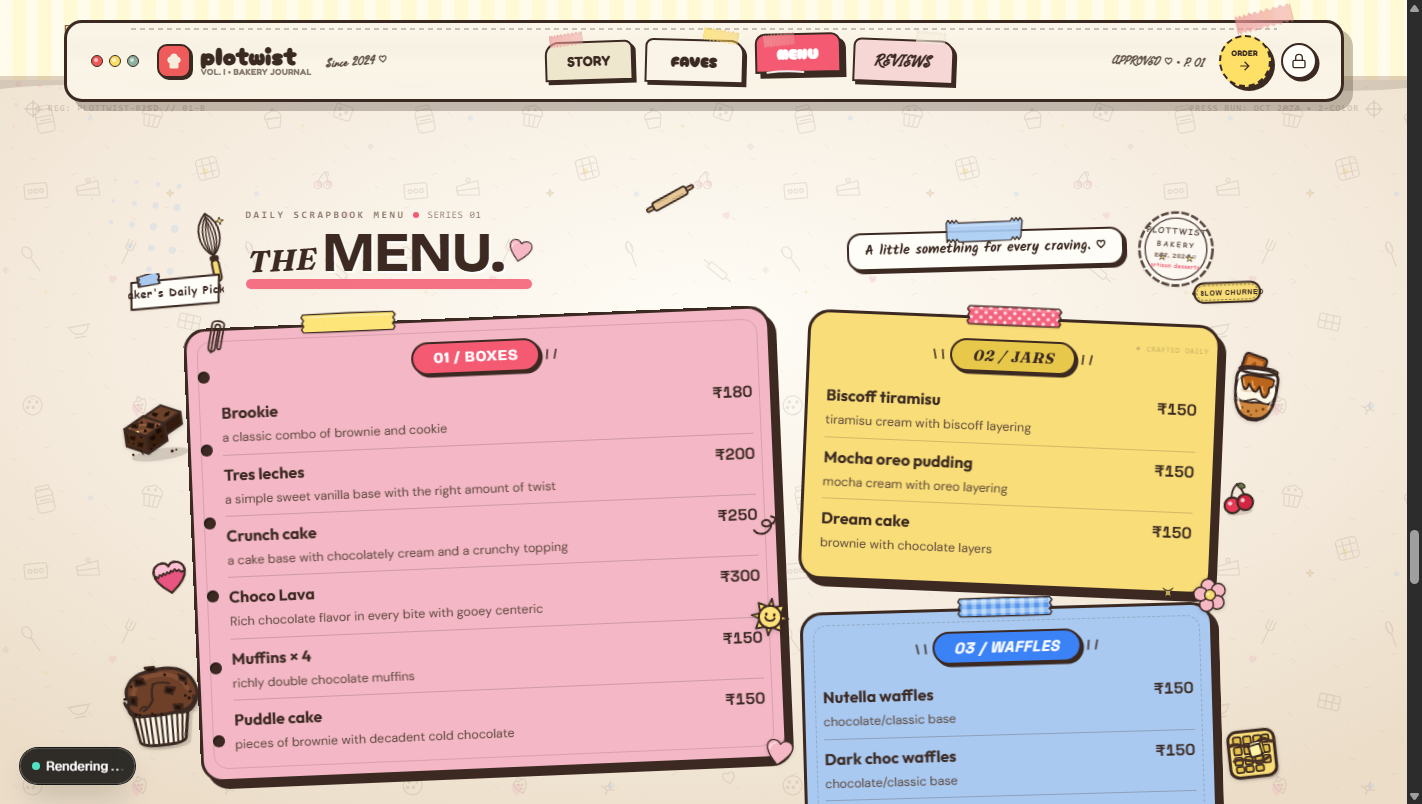 plotwist
VOL. I • BAKERY JOURNAL
Since 2024 ♡
STORY
FAVES
MENU
REVIEWS
APPROVED ♡ • P. 01
ORDER
→
DAILY SCRAPBOOK MENU • SERIES 01
THE MENU.
A little something for every craving. ♡
BAKERY
artisan desserts
SLOW CHURNED
aker's Daily Pick
01 / BOXES
Brookie ₹180
a classic combo of brownie and cookie
Tres leches ₹200
a simple sweet vanilla base with the right amount of twist
Crunch cake ₹250
a cake base with chocolately cream and a crunchy topping
Choco Lava ₹300
Rich chocolate flavor in every bite with gooey centeric
Muffins × 4 ₹150
richly double chocolate muffins
Puddle cake ₹150
pieces of brownie with decadent cold chocolate
02 / JARS
✦ CRAFTED DAILY
Biscoff tiramisu ₹150
tiramisu cream with biscoff layering
Mocha oreo pudding ₹150
mocha cream with oreo layering
Dream cake ₹150
brownie with chocolate layers
03 / WAFFLES
Nutella waffles ₹150
chocolate/classic base
Dark choc waffles ₹150
chocolate/classic base
Rendering...